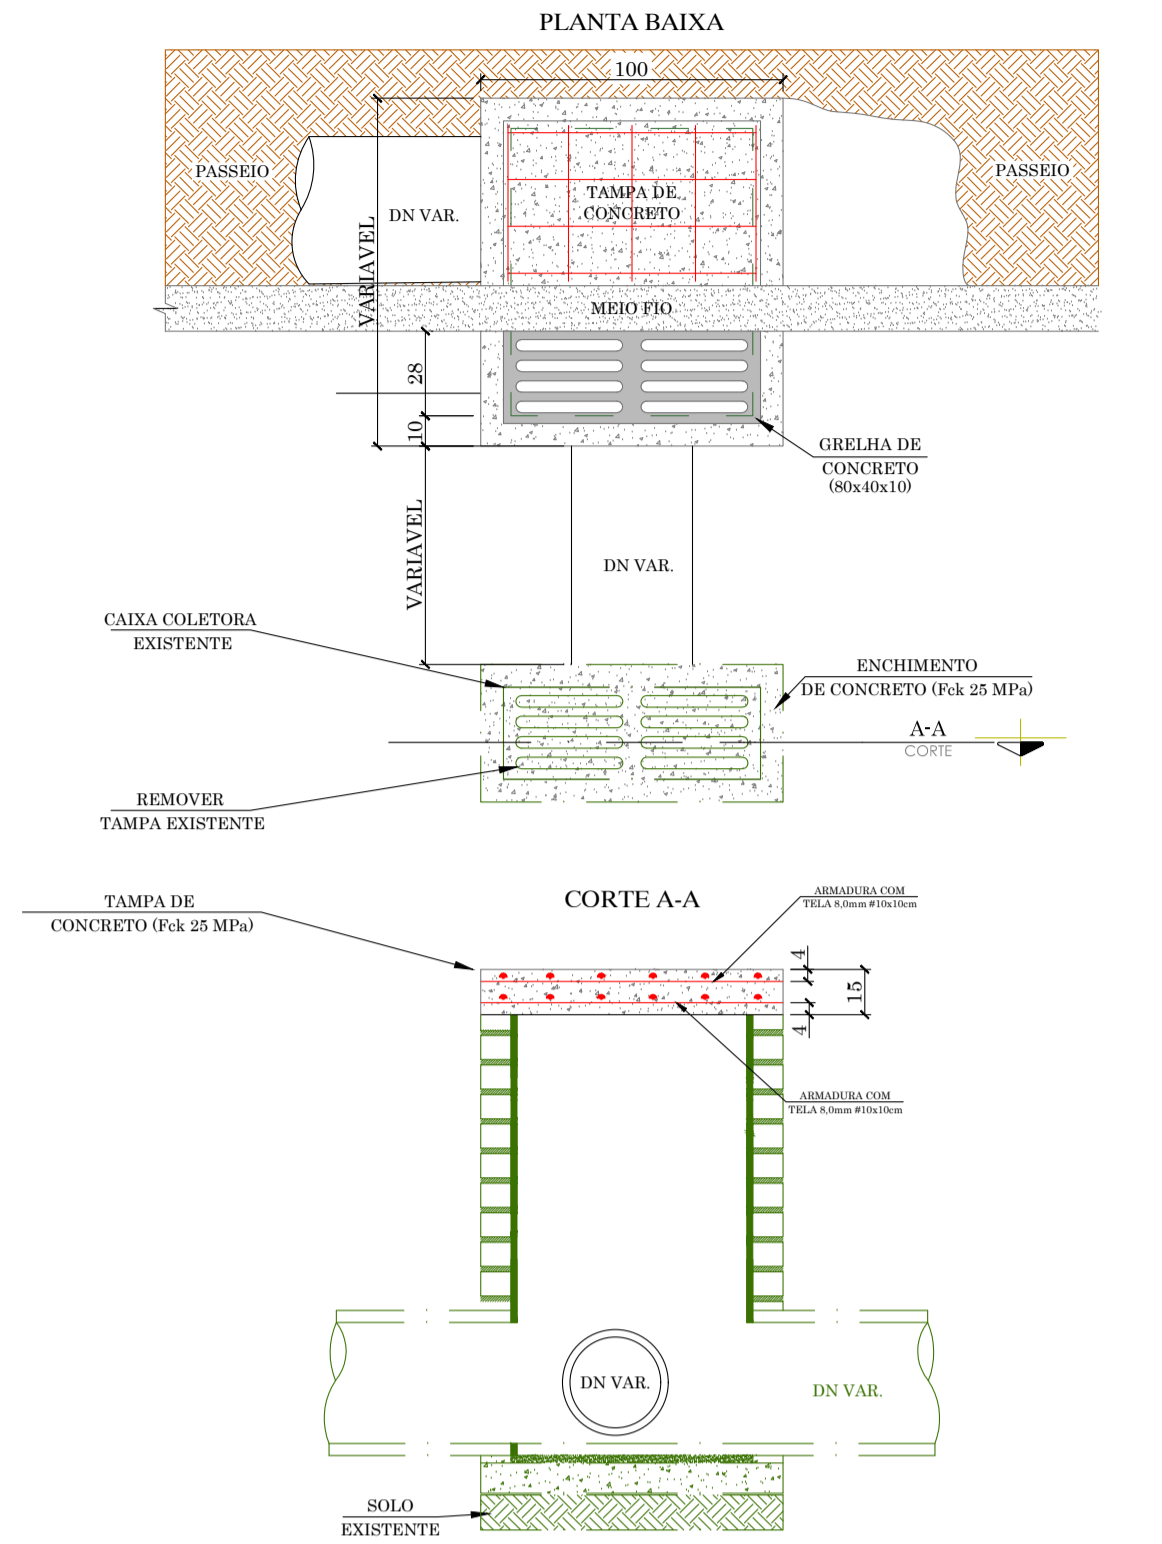 PLANTA BAIXA
100
PASSEIO
PASSEIO
TAMPA DE
CONCRETO
DN VAR.
VARIAVEL
MEIO FIO
28
10
GRELHA DE
CONCRETO
(80x40x10)
VARIAVEL
DN VAR.
CAIXA COLETORA
EXISTENTE
ENCHIMENTO
DE CONCRETO (Fck 25 MPa)
A-A
CORTE
REMOVER
TAMPA EXISTENTE
CORTE A-A
TAMPA DE
CONCRETO (Fck 25 MPa)
ARMADURA COM
TELA 8,0mm #10x10cm
4
15
4
ARMADURA COM
TELA 8,0mm #10x10cm
DN VAR.
DN VAR.
SOLO
EXISTENTE